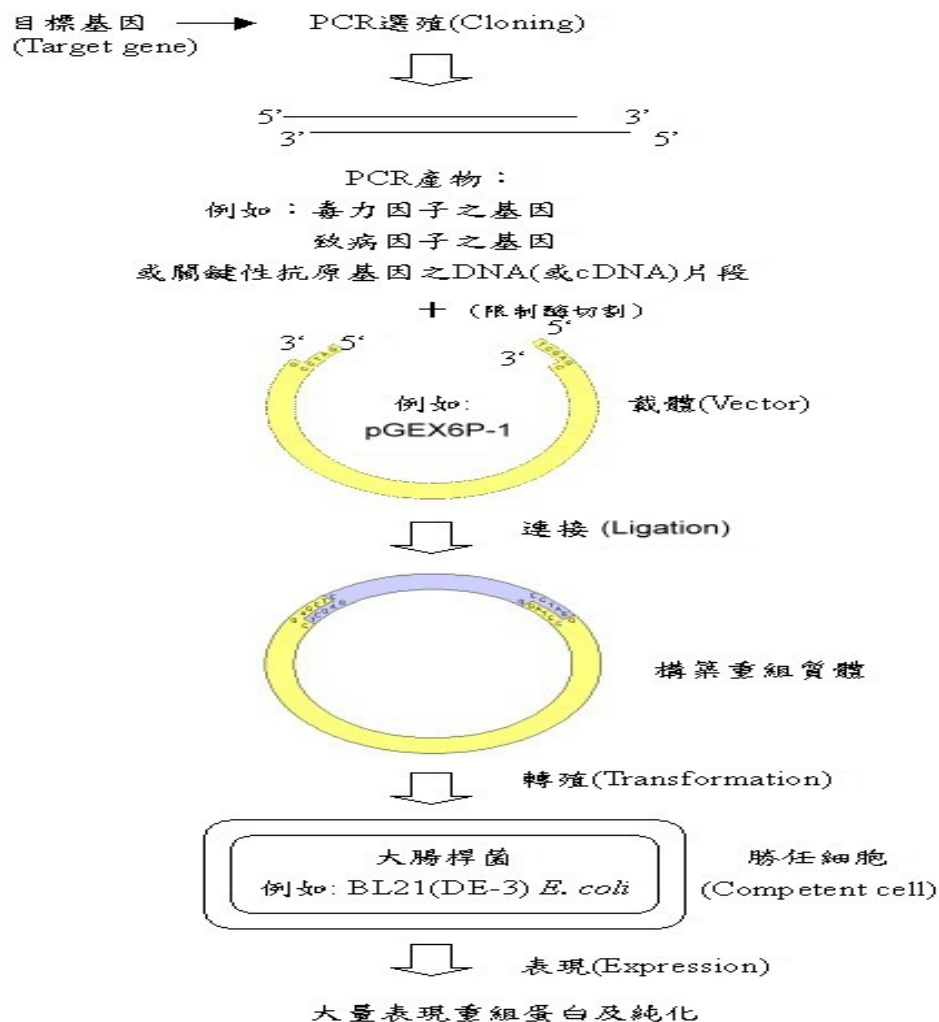 目標基因 PCR選殖(Cloning)
(Target gene)
5’ 3’
3’ 5’
PCR產物：
例如：毒力因子之基因
致病因子之基因
或關鍵性抗原基因之DNA(或cDNA)片段
＋ (限制酶切割)
3‘ 5‘ 5‘
3‘
例如: 載體(Vector)
pGEX6P-1
連接 (Ligation)
構築重組質體
轉殖(Transformation)
大腸桿菌 勝任細胞
例如: BL21(DE-3) E. coli (Competent cell)
表現(Expression)
大量表現重組蛋白及純化